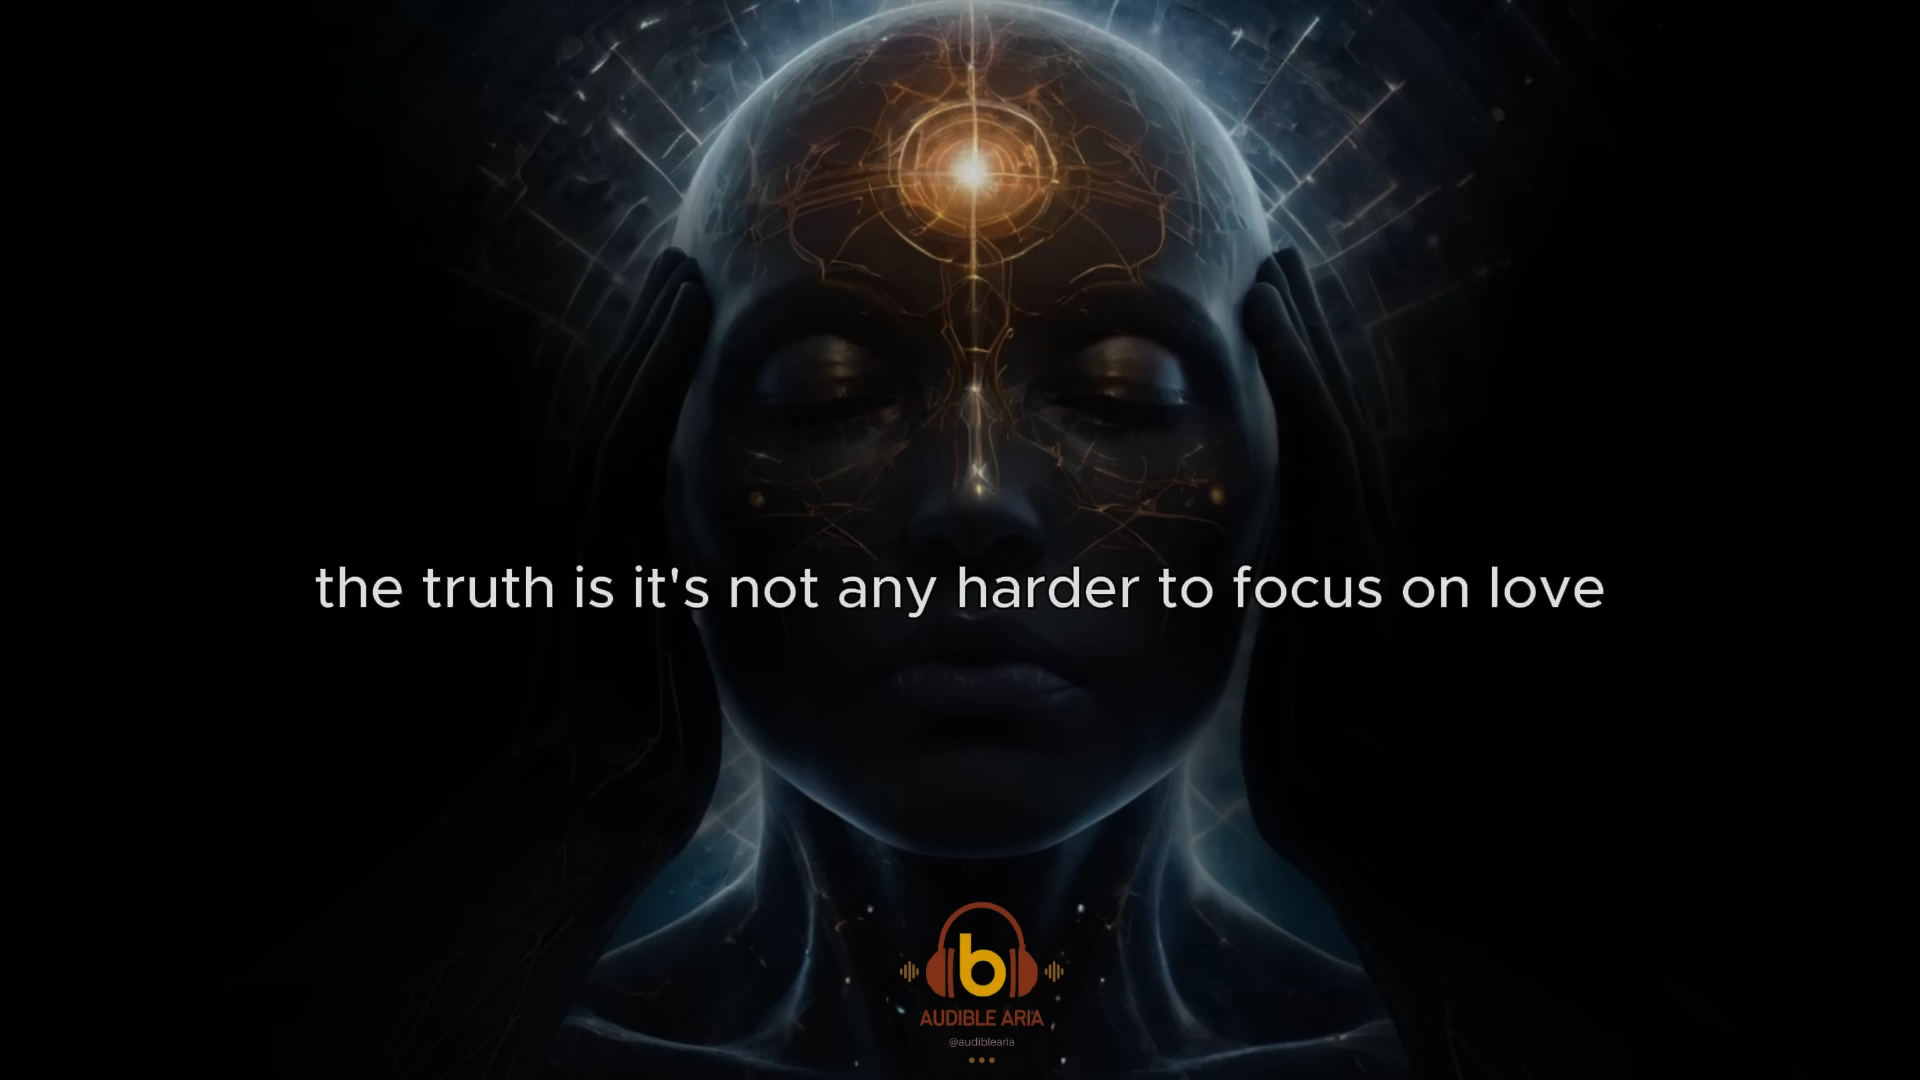 the truth is it's not any harder to focus on love
b
AUDIBLE ARIA
@audiblearia